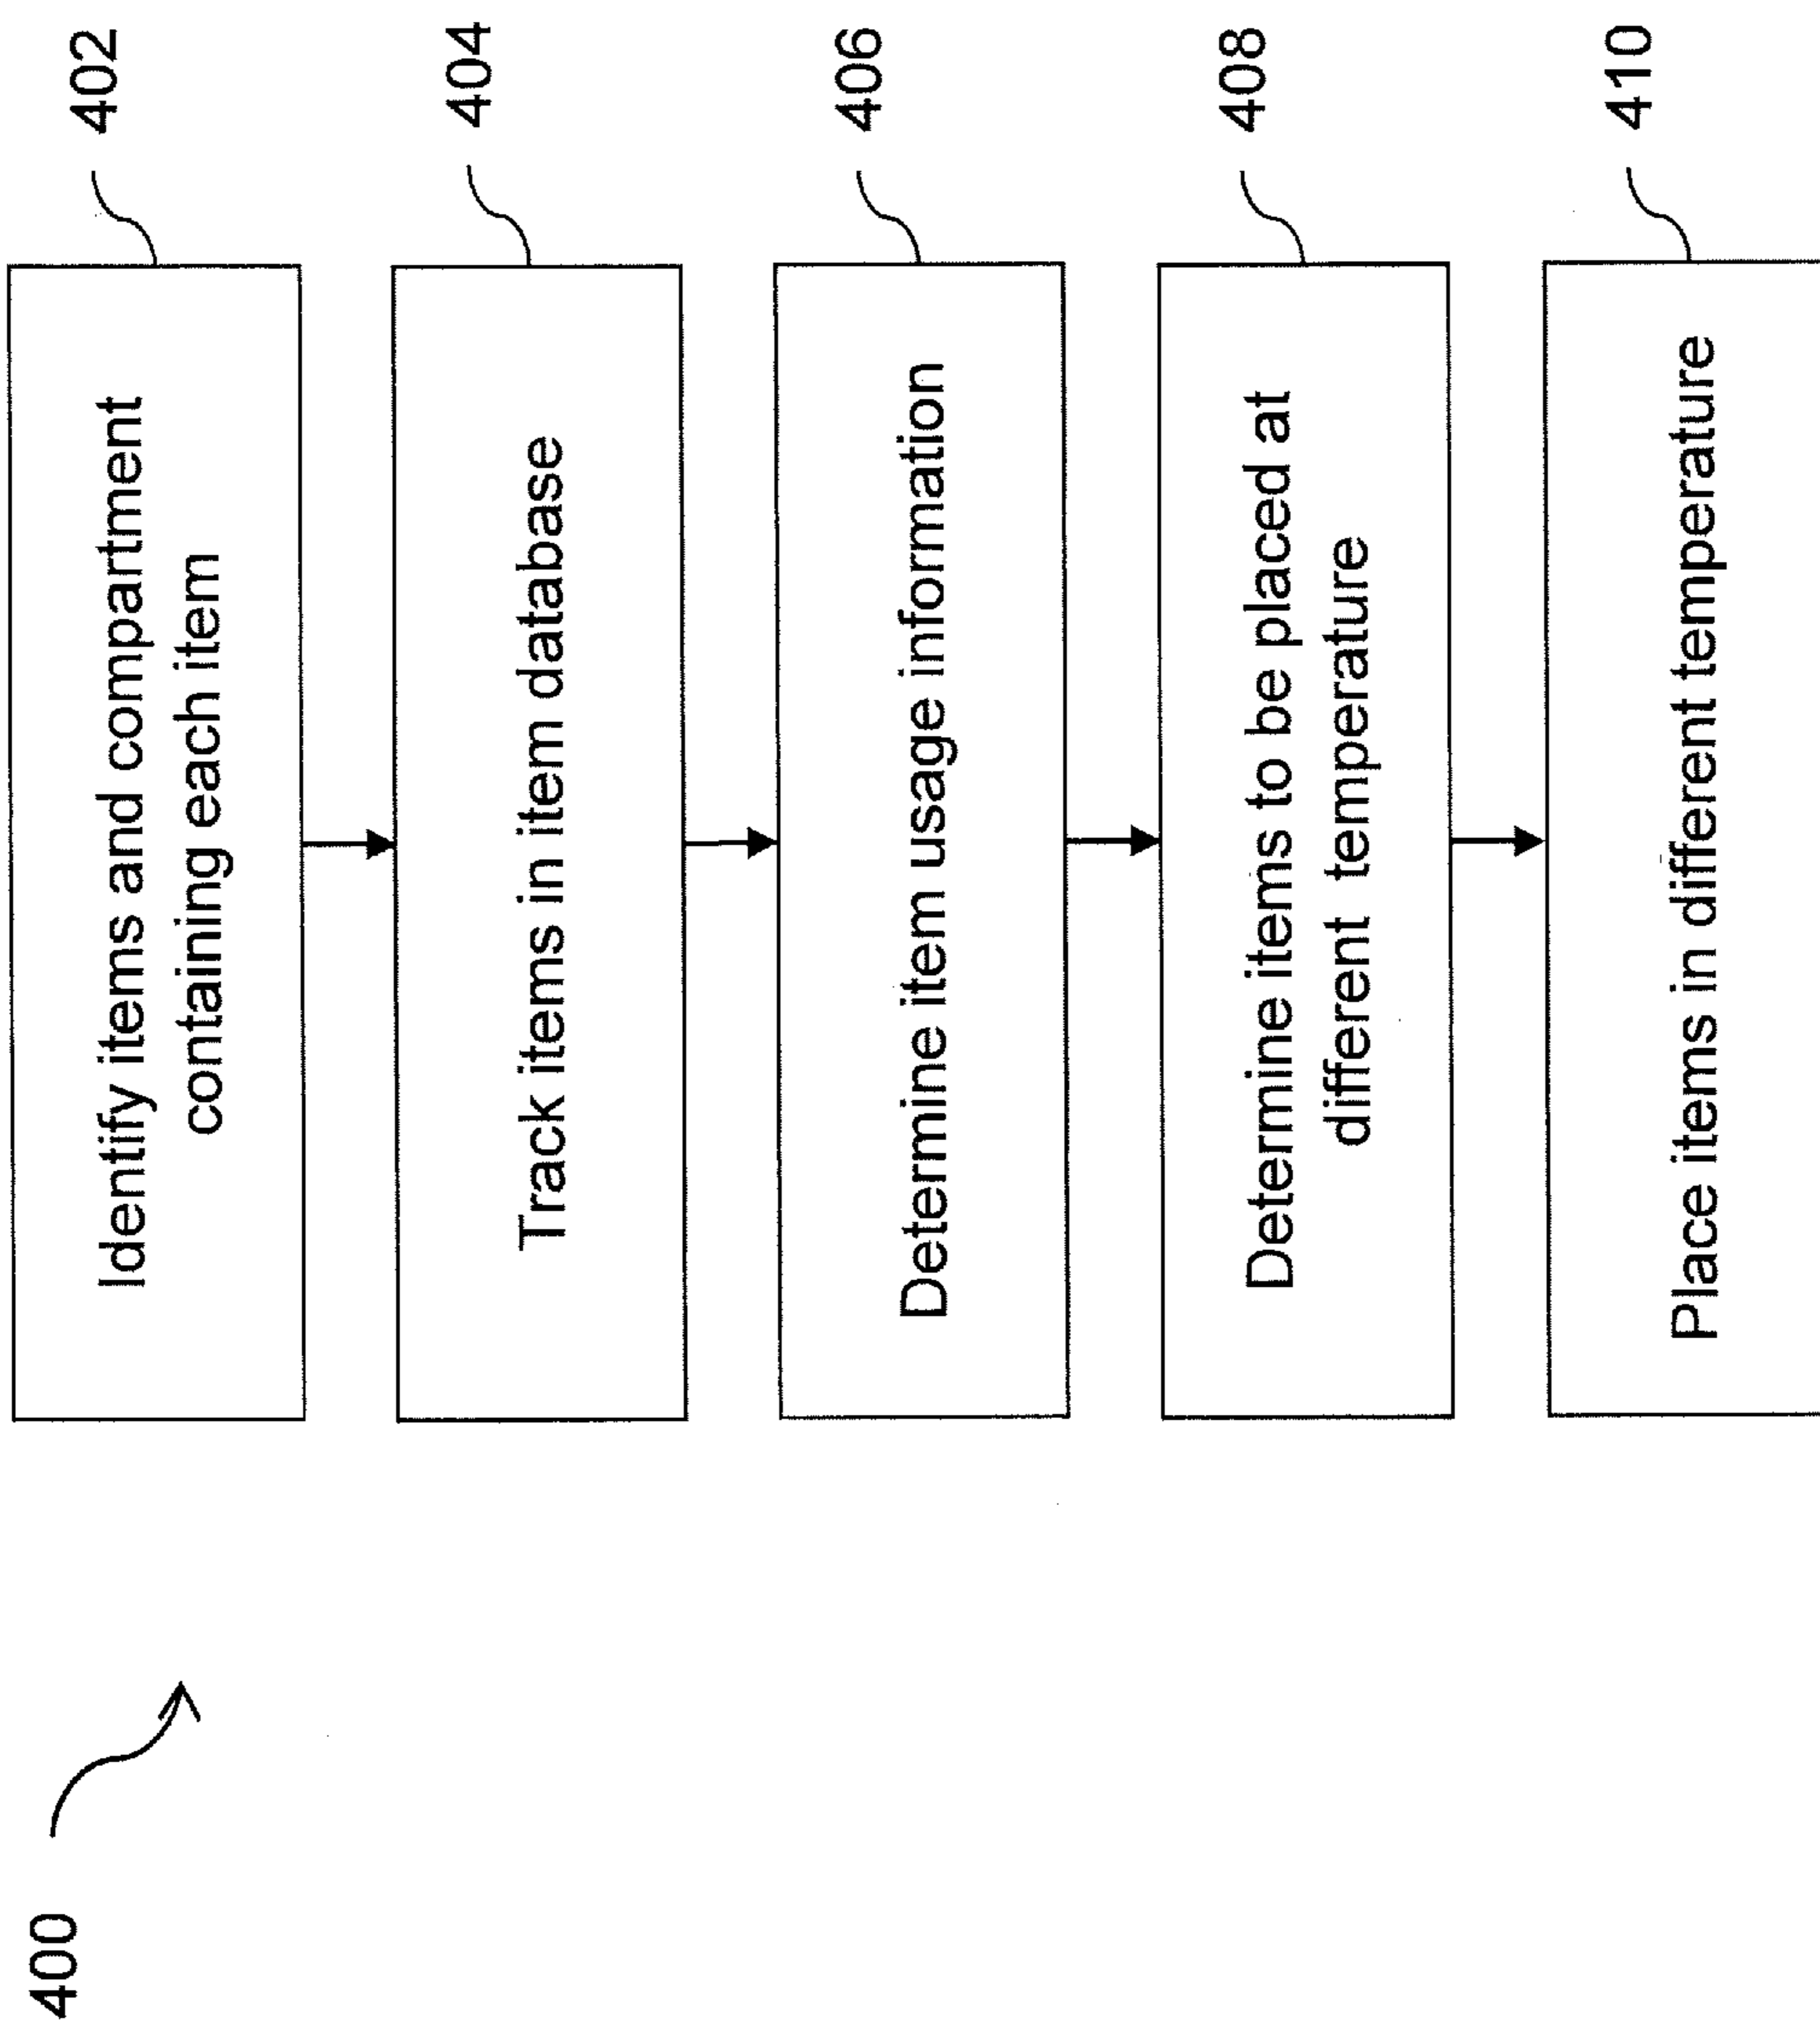 400
Identify items and compartment
containing each item
402
Track items in item database
404
Determine item usage information
406
Determine items to be placed at
different temperature
408
Place items in different temperature
410